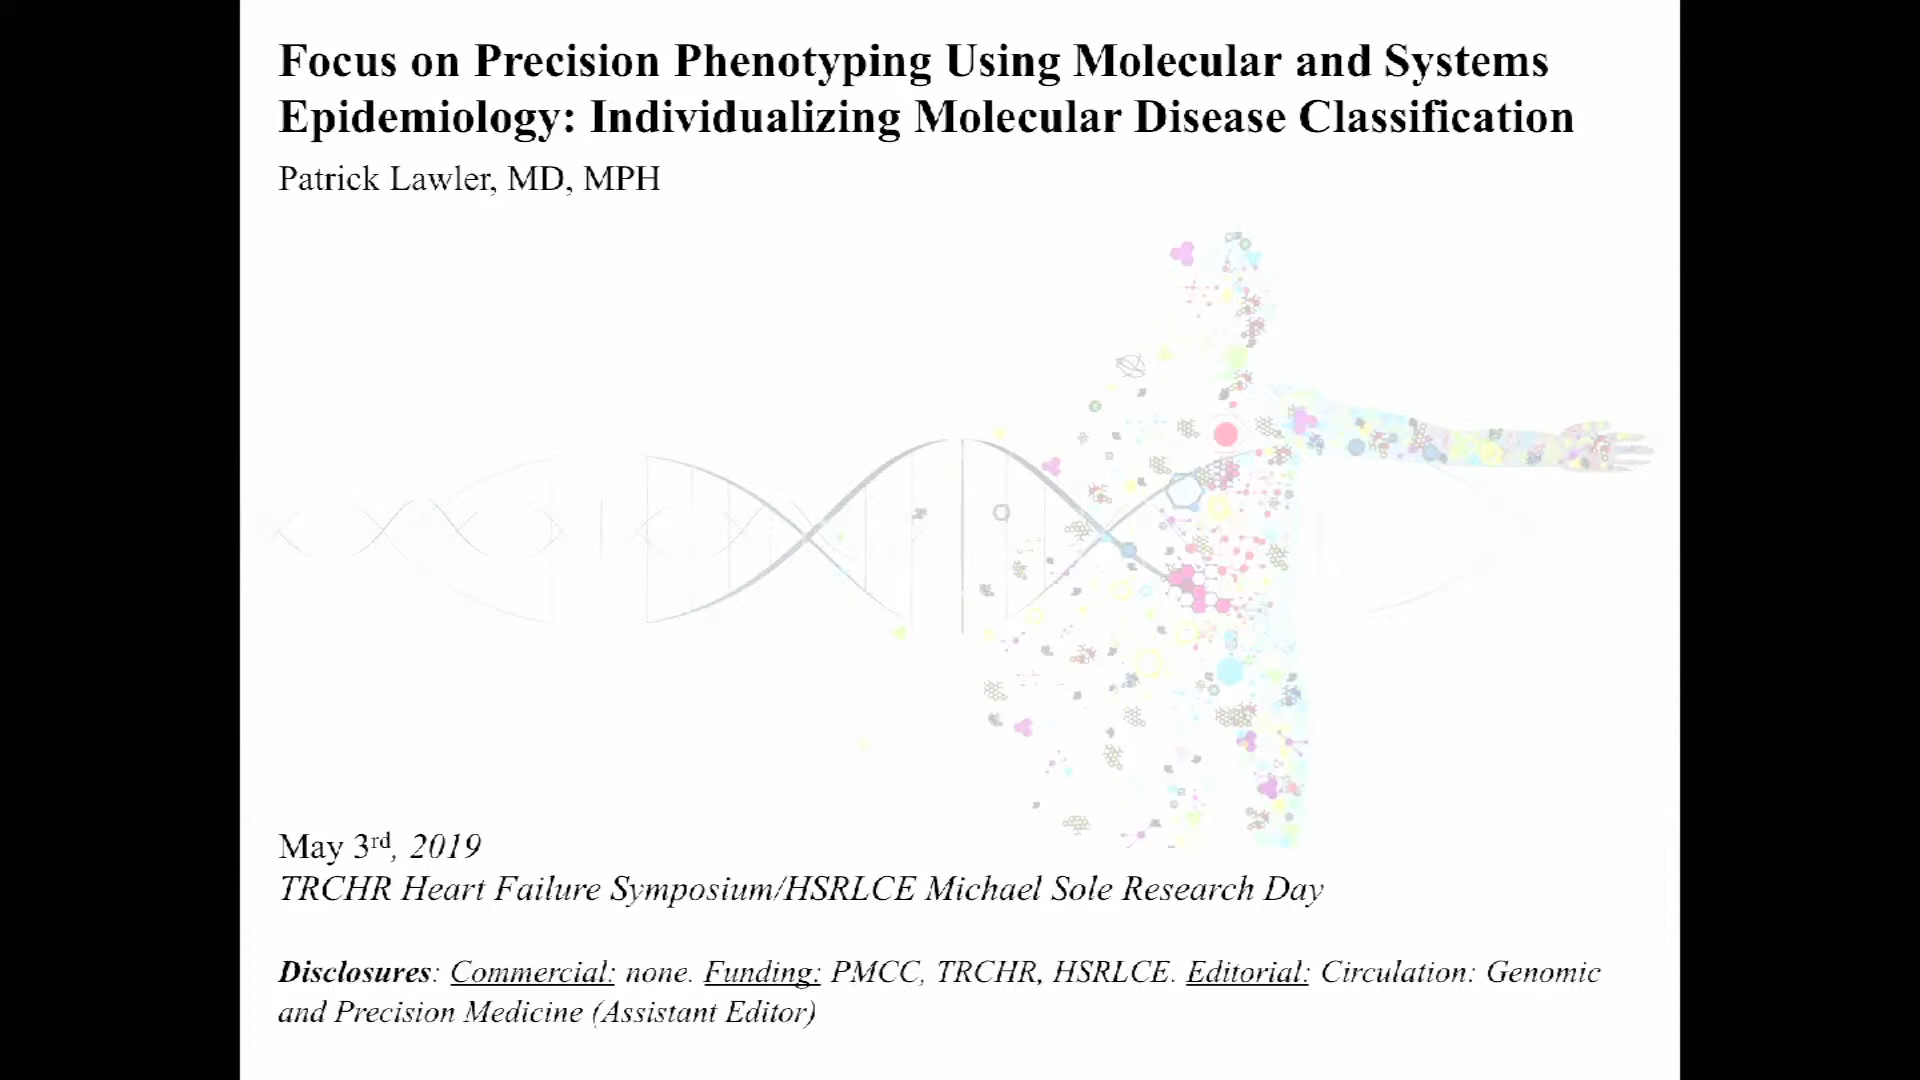 Focus on Precision Phenotyping Using Molecular and Systems
Epidemiology: Individualizing Molecular Disease Classification
Patrick Lawler, MD, MPH
May 3rd, 2019
TRCHR Heart Failure Symposium/HSRLCE Michael Sole Research Day
Disclosures: Commercial: none. Funding: PMCC, TRCHR, HSRLCE. Editorial: Circulation: Genomic
and Precision Medicine (Assistant Editor)